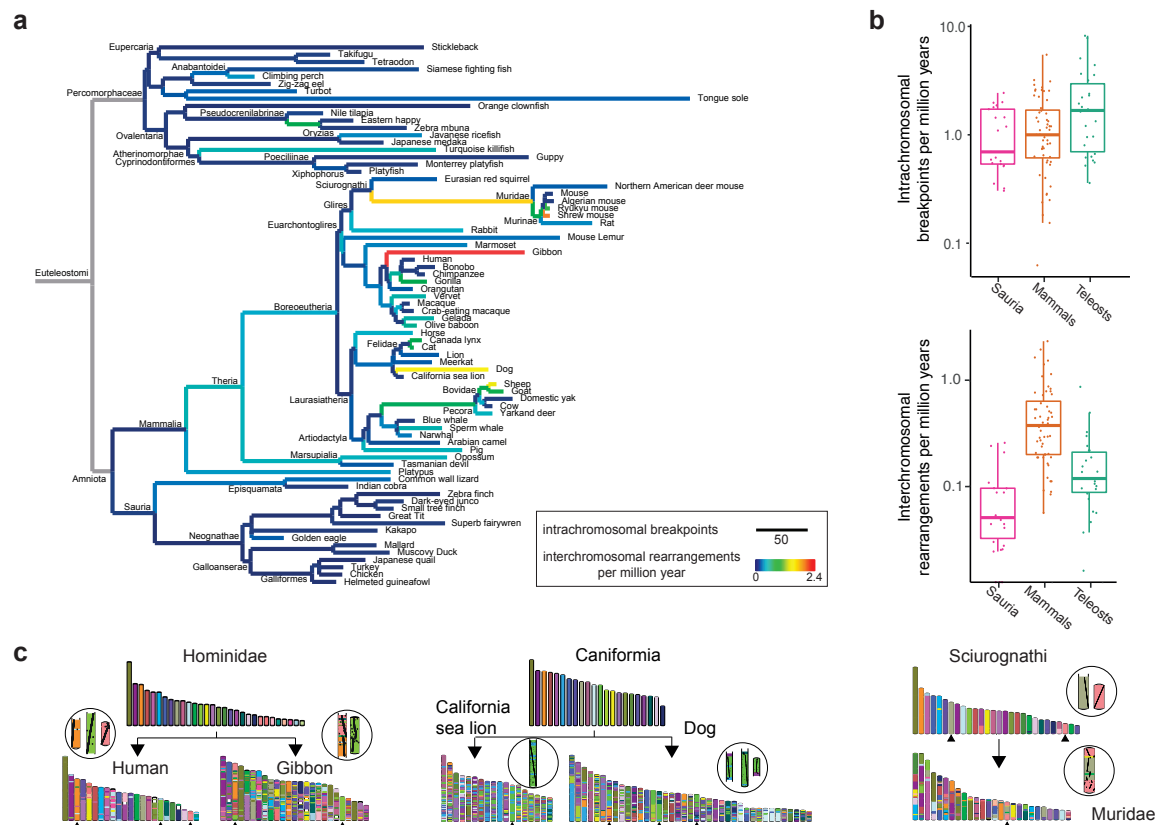 a
Eupercaria
Stickleback
Takifugu
Tetraodon
Anabantoidei
Siamese fighting fish
Climbing perch
Zig-zag eel
Percomorphaceae
Turbot
Tongue sole
Orange clownfish
Pseudocrenilabrinae
Nile tilapia
Eastern happy
Zebra mbuna
Ovalentaria
Oryzias
Javanese ricefish
Japanese medaka
Atherinomorphae
Turquoise killifish
Cyprinodontiformes
Poeciliinae
Guppy
Monterrey platyfish
Xiphophorus
Platyfish
Sciurognathi
Eurasian red squirrel
Northern American deer mouse
Muridae
Mouse
Algerian mouse
Ryukyu mouse
Shrew mouse
Glires
Murinae
Rat
Euarchontoglires
Rabbit
Mouse Lemur
Marmoset
Gibbon
Human
Bonobo
Chimpanzee
Gorilla
Orangutan
Vervet
Macaque
Crab-eating macaque
Gelada
Olive baboon
Euteleostomi
Boreoeutheria
Horse
Canada lynx
Felidae
Cat
Lion
Meerkat
Dog
California sea lion
Theria
Sheep
Bovidae
Goat
Domestic yak
Laurasiatheria
Cow
Pecora
Yarkand deer
Blue whale
Sperm whale
Mammalia
Narwhal
Artiodactyla
Arabian camel
Pig
Marsupialia
Opossum
Tasmanian devil
Platypus
Amniota
Common wall lizard
Episquamata
Indian cobra
Sauria
Zebra finch
Dark-eyed junco
Small tree finch
Great Tit
Superb fairywren
Neognathae
Kakapo
Golden eagle
Mallard
Muscovy Duck
Galloanserae
Japanese quail
Turkey
Chicken
Galliformes
Helmeted guineafowl
intrachomosomal breakpoints
50
interchromosomal rearrangements
per million year
0
2.4
b
Intrachromosomal
breakpoints per million years
10.0
1.0
0.1
Sauria
Mammals
Teleosts
Interchromosomal
rearrangements per million years
1.0
0.1
Sauria
Mammals
Teleosts
c
Hominidae
Human
Gibbon
Caniformia
California
sea lion
Dog
Sciurognathi
Muridae